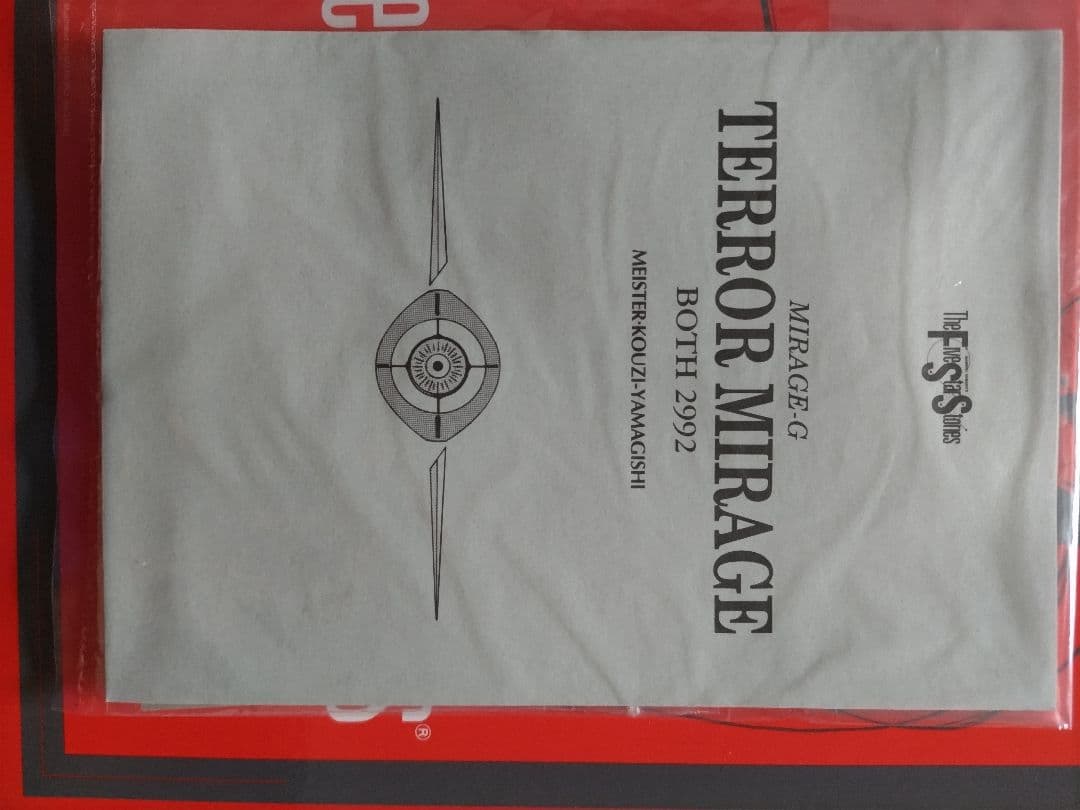 The Five Star Stories
MIRAGE-G
TERROR MIRAGE
BOTH 2992
MEISTER·KOUZI-YAMAGISHI
e
®